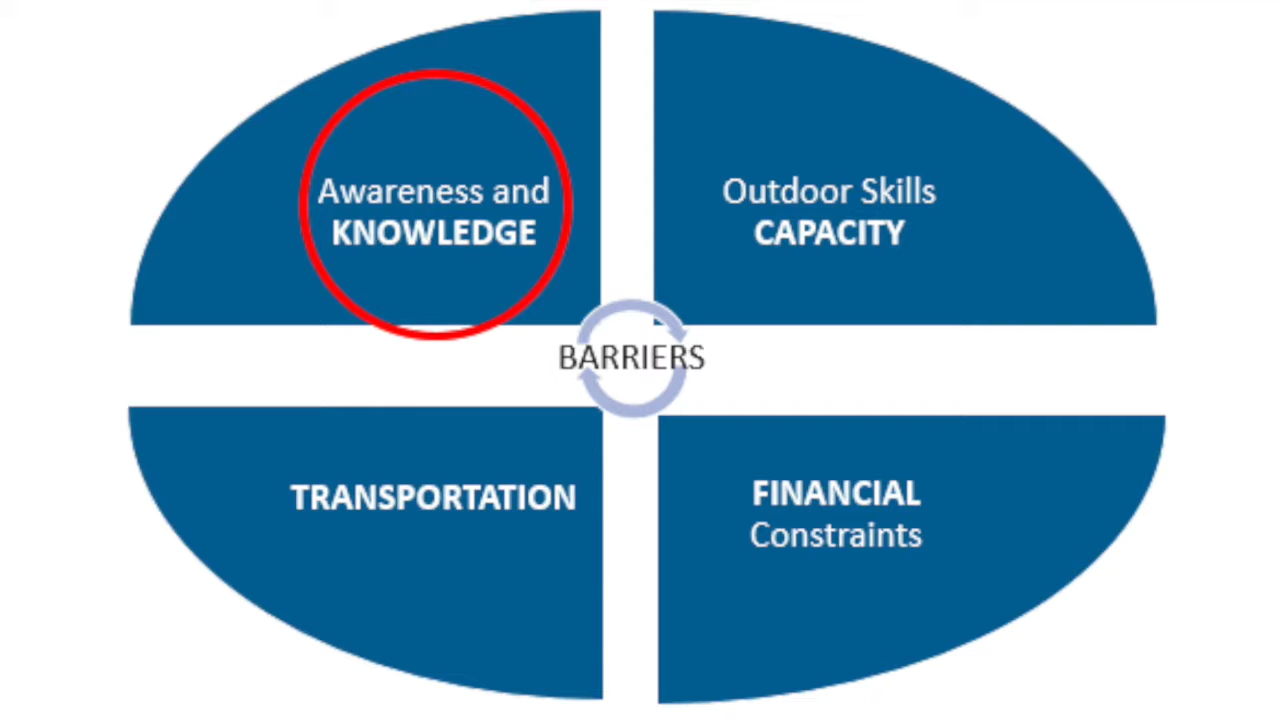 Awareness and
KNOWLEDGE
Outdoor Skills
CAPACITY
BARRIERS
TRANSPORTATION
FINANCIAL
Constraints